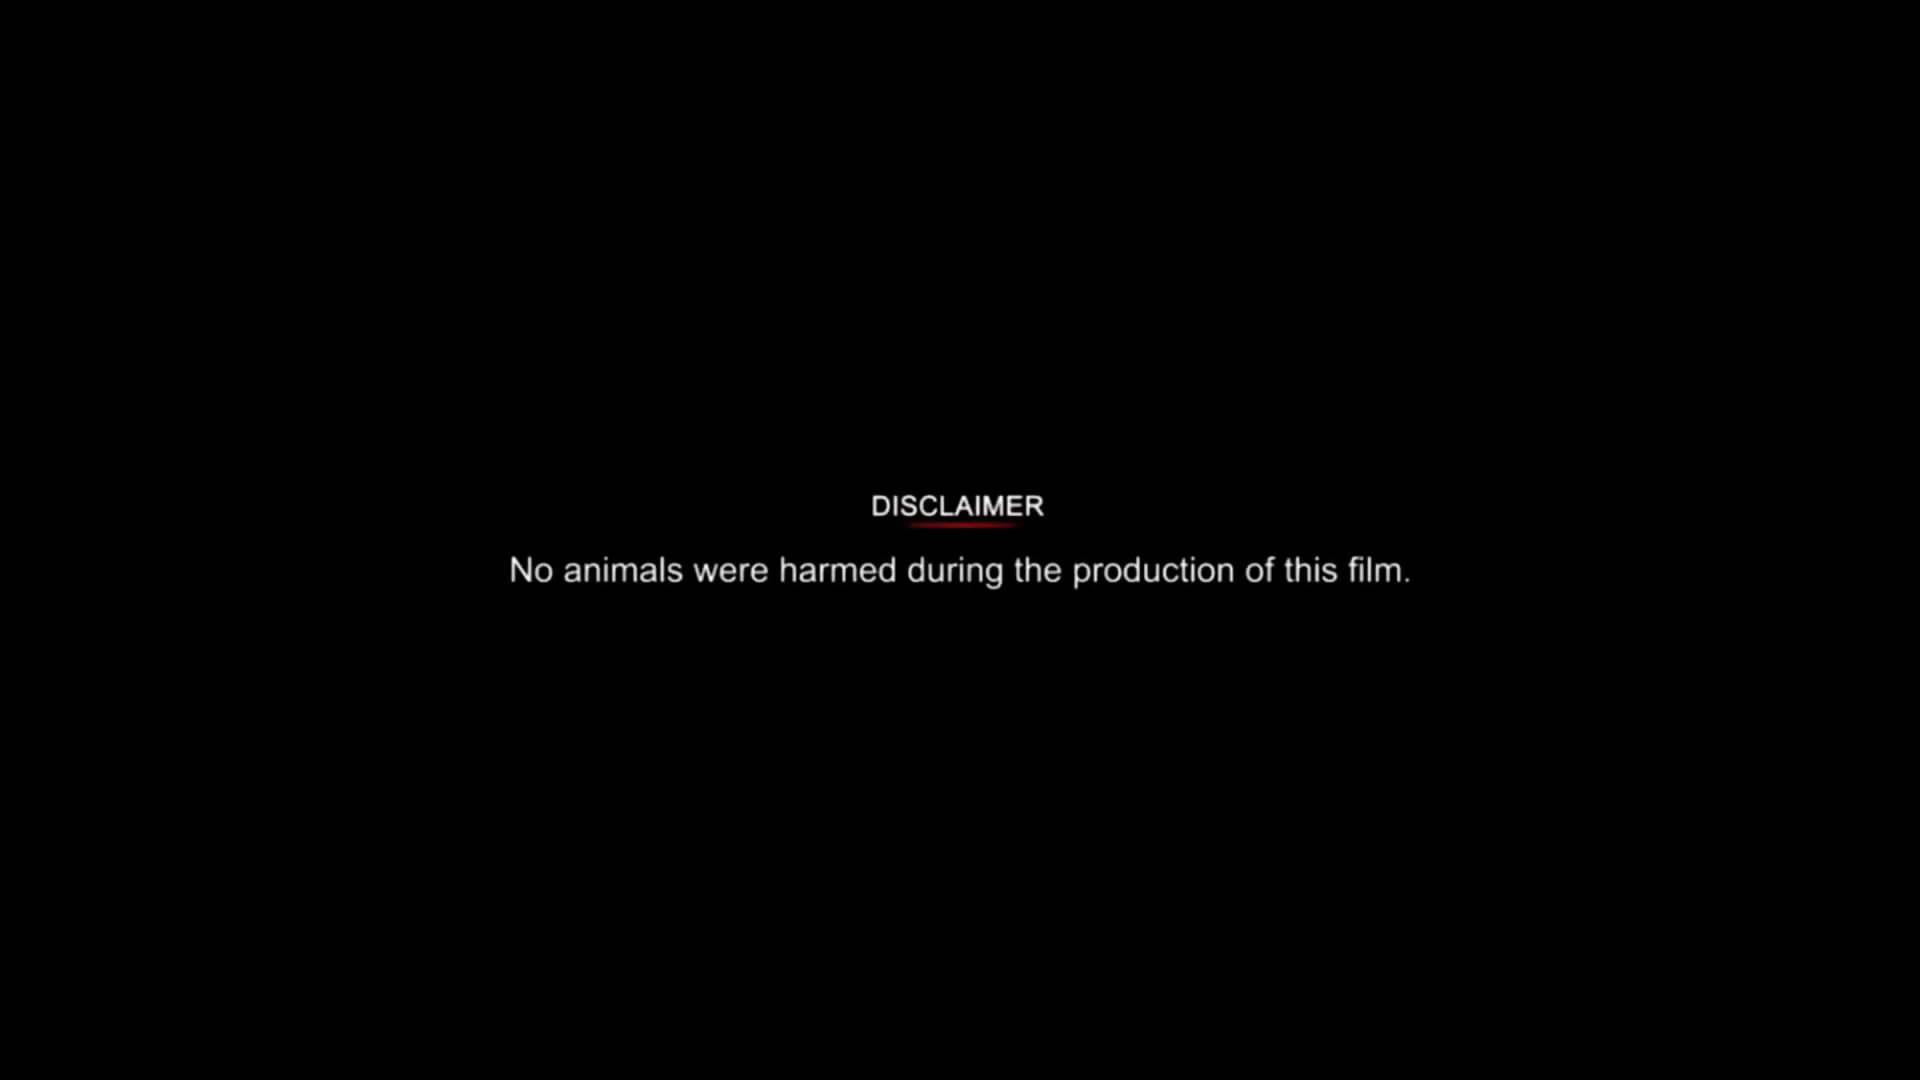 DISCLAIMER
No animals were harmed during the production of this film.